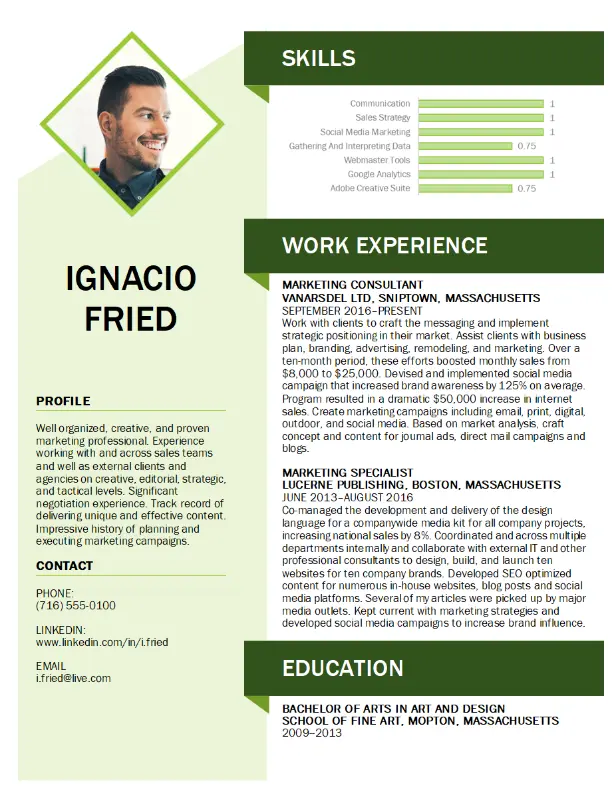 IGNACIO
FRIED
PROFILE
Well organized, creative, and proven
marketing professional. Experience
working with and across sales teams
and well as external clients and
agencies on creative, editorial, strategic,
and tactical levels. Significant
negotiation experience. Track record of
delivering unique and effective content.
Impressive history of planning and
executing marketing campaigns.
CONTACT
PHONE:
(716) 555-0100
LINKEDIN:
www.linkedin.com/in/i.fried
EMAIL
i.fried@live.com
SKILLS
Communication 1
Sales Strategy 1
Social Media Marketing 1
Gathering And Interpreting Data 0.75
Webmaster Tools 1
Google Analytics 1
Adobe Creative Suite 0.75
WORK EXPERIENCE
MARKETING CONSULTANT
VANARSDEL LTD, SNIPTOWN, MASSACHUSETTS
SEPTEMBER 2016–PRESENT
Work with clients to craft the messaging and implement
strategic positioning in their market. Assist clients with business
plan, branding, advertising, remodeling, and marketing. Over a
ten-month period, these efforts boosted monthly sales from
$8,000 to $25,000. Devised and implemented social media
campaign that increased brand awareness by 125% on average.
Program resulted in a dramatic $50,000 increase in internet
sales. Create marketing campaigns including email, print, digital,
outdoor, and social media. Based on market analysis, craft
concept and content for journal ads, direct mail campaigns and
blogs.
MARKETING SPECIALIST
LUCERNE PUBLISHING, BOSTON, MASSACHUSETTS
JUNE 2013–AUGUST 2016
Co-managed the development and delivery of the design
language for a companywide media kit for all company projects,
increasing national sales by 8%. Coordinated and across multiple
departments internally and collaborate with external IT and other
professional consultants to design, build, and launch ten
websites for ten company brands. Developed SEO optimized
content for numerous in-house websites, blog posts and social
media platforms. Several of my articles were picked up by major
media outlets. Kept current with marketing strategies and
developed social media campaigns to increase brand influence.
EDUCATION
BACHELOR OF ARTS IN ART AND DESIGN
SCHOOL OF FINE ART, MOPTON, MASSACHUSETTS
2009–2013